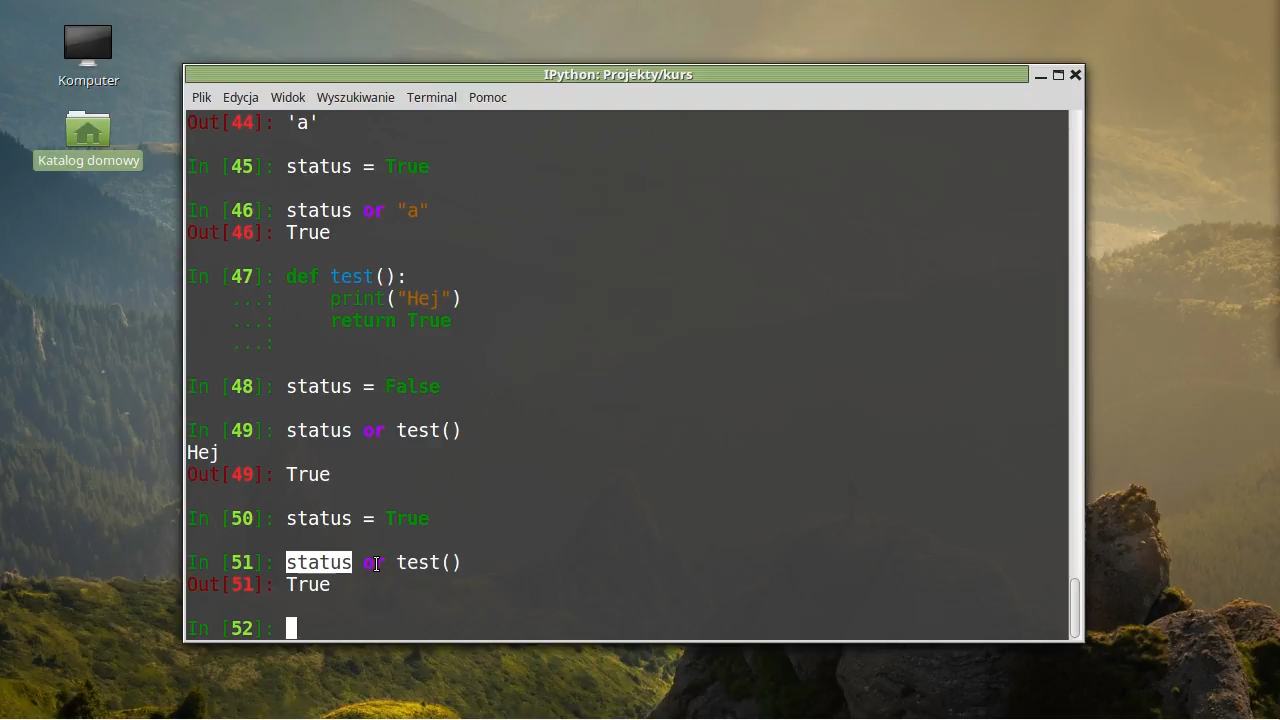 Komputer
Katalog domowy
IPython: Projekty/kurs
Plik Edycja Widok Wyszukiwanie Terminal Pomoc
Out[44]: 'a'
In [45]: status = True
In [46]: status or "a"
Out[46]: True
In [47]: def test():
...: print("Hej")
...: return True
...:
In [48]: status = False
In [49]: status or test()
Hej
Out[49]: True
In [50]: status = True
In [51]: status or test()
Out[51]: True
In [52]: